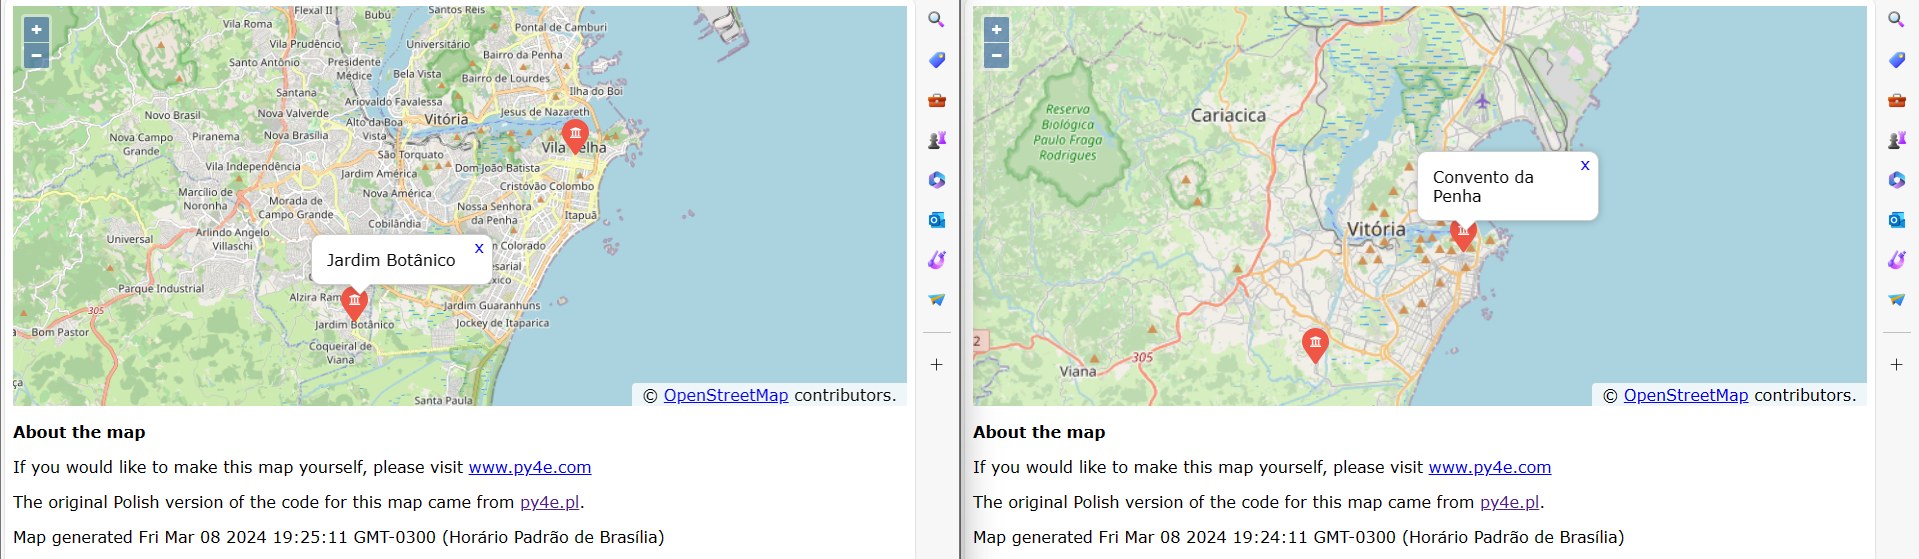 Flexal II
Bubu
Santos Reis
Vila Roma
Pontal de Camburi
Vila Prudêncio
Universitário
Bairro da Penha
Santo Antônio
Presidente
Médice
Bela Vista
Bairro de Lourdes
Santana
Ilha do Boi
Ariovaldo Favalessa
Novo Brasil
Nova Valverde
Jesus de Nazareth
Alto da Boa
Vista
Vitória
Nova Campo
Grande
Piranema
Nova Brasília
São Torquato
Vila Velha
Vila Independência
Jardim América
Dom João Batista
Marcílio de
Noronha
Nova América
Cristóvão Colombo
Morada de
Campo Grande
Nossa Senhora
da Penha
Itapuã
Cobilândia
Universal
Arlindo Angelo
Villaschi
Colorado
x
Jardim Botânico
Parque Industrial
Alzira Ram
Jardim Guaranhuns
305
Jardim Botânico
Jockey de Itaparica
Bom Pastor
Coqueiral de
Viana
Santa Paula
+
−
© OpenStreetMap contributors.
About the map
If you would like to make this map yourself, please visit www.py4e.com
The original Polish version of the code for this map came from py4e.pl.
Map generated Fri Mar 08 2024 19:25:11 GMT-0300 (Horário Padrão de Brasília)
+
−
Reserva
Biológica
Paulo Fraga
Rodrigues
Cariacica
x
Convento da
Penha
Vitória
2
305
Viana
© OpenStreetMap contributors.
About the map
If you would like to make this map yourself, please visit www.py4e.com
The original Polish version of the code for this map came from py4e.pl.
Map generated Fri Mar 08 2024 19:24:11 GMT-0300 (Horário Padrão de Brasília)